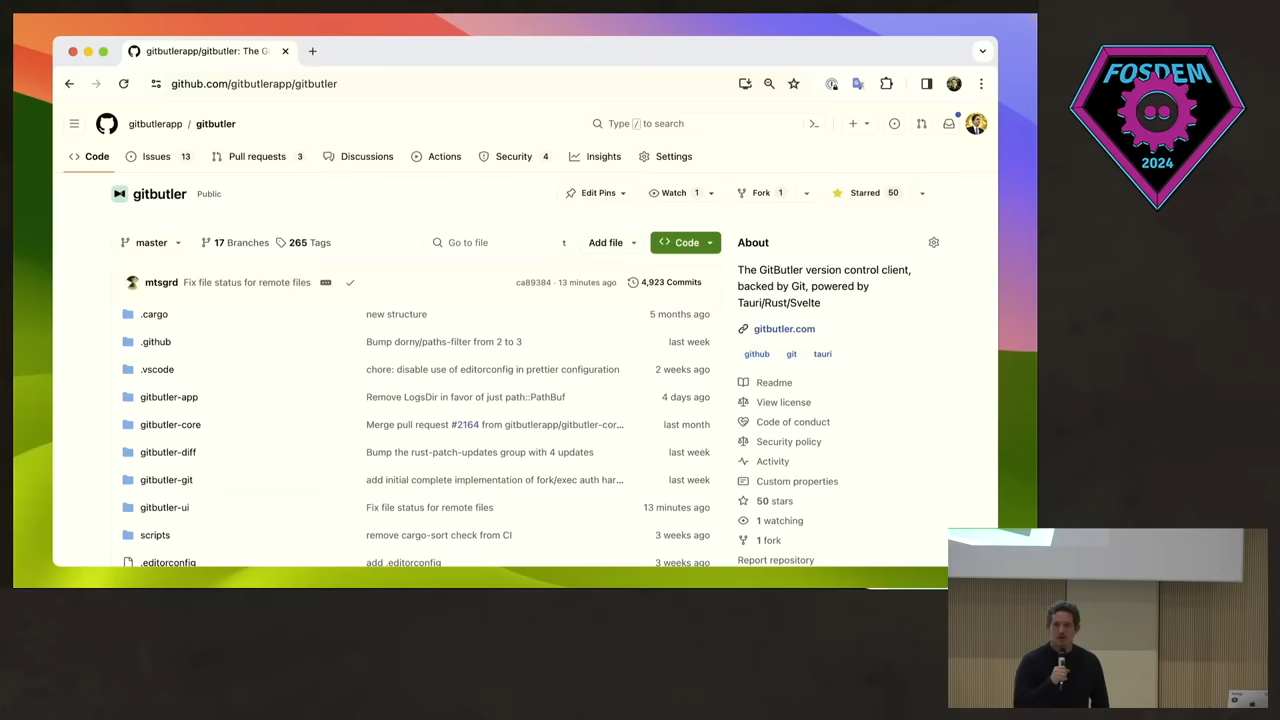 gitbutlerapp/gitbutler: The G
github.com/gitbutlerapp/gitbutler
gitbutlerapp / gitbutler
Type / to search
Code
Issues 13
Pull requests 3
Discussions
Actions
Security 4
Insights
Settings
gitbutler Public
Edit Pins
Watch 1
Fork 1
Starred 50
master
17 Branches
265 Tags
Go to file
t
Add file
Code
mtsgrd Fix file status for remote files
ca89384 · 13 minutes ago
4,923 Commits
.cargo new structure 5 months ago
.github Bump dorny/paths-filter from 2 to 3 last week
.vscode chore: disable use of editorconfig in prettier configuration 2 weeks ago
gitbutler-app Remove LogsDir in favor of just path::PathBuf 4 days ago
gitbutler-core Merge pull request #2164 from gitbutlerapp/gitbutler-cor... last month
gitbutler-diff Bump the rust-patch-updates group with 4 updates last week
gitbutler-git add initial complete implementation of fork/exec auth har... last week
gitbutler-ui Fix file status for remote files 13 minutes ago
scripts remove cargo-sort check from CI 3 weeks ago
.editorconfig add .editorconfig 3 weeks ago
About
The GitButler version control client,
backed by Git, powered by
Tauri/Rust/Svelte
gitbutler.com
github git tauri
Readme
View license
Code of conduct
Security policy
Activity
Custom properties
50 stars
1 watching
1 fork
Report repository
FOSDEM
2024